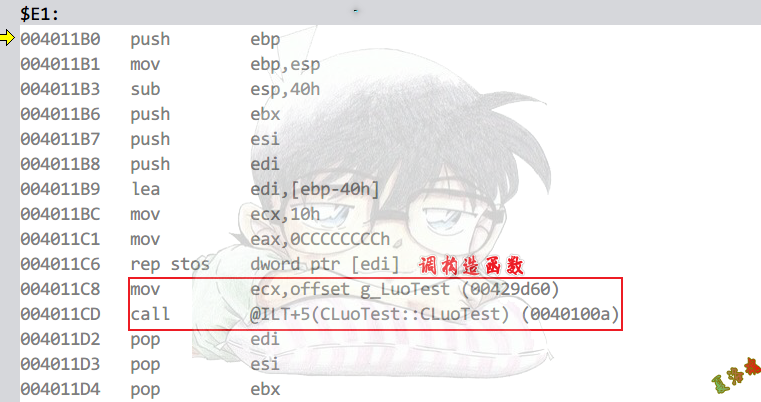 $E1:
004011B0 push ebp
004011B1 mov ebp,esp
004011B3 sub esp,40h
004011B6 push ebx
004011B7 push esi
004011B8 push edi
004011B9 lea edi,[ebp-40h]
004011BC mov ecx,10h
004011C1 mov eax,0CCCCCCCCh
004011C6 rep stos dword ptn [edi] 调构造函数
004011C8 mov ecx,offset g_LuoTest (00429d60)
004011CD call @ILT+5(CLuoTest::CLuoTest) (0040100a)
004011D2 pop edi
004011D3 pop esi
004011D4 pop ebx